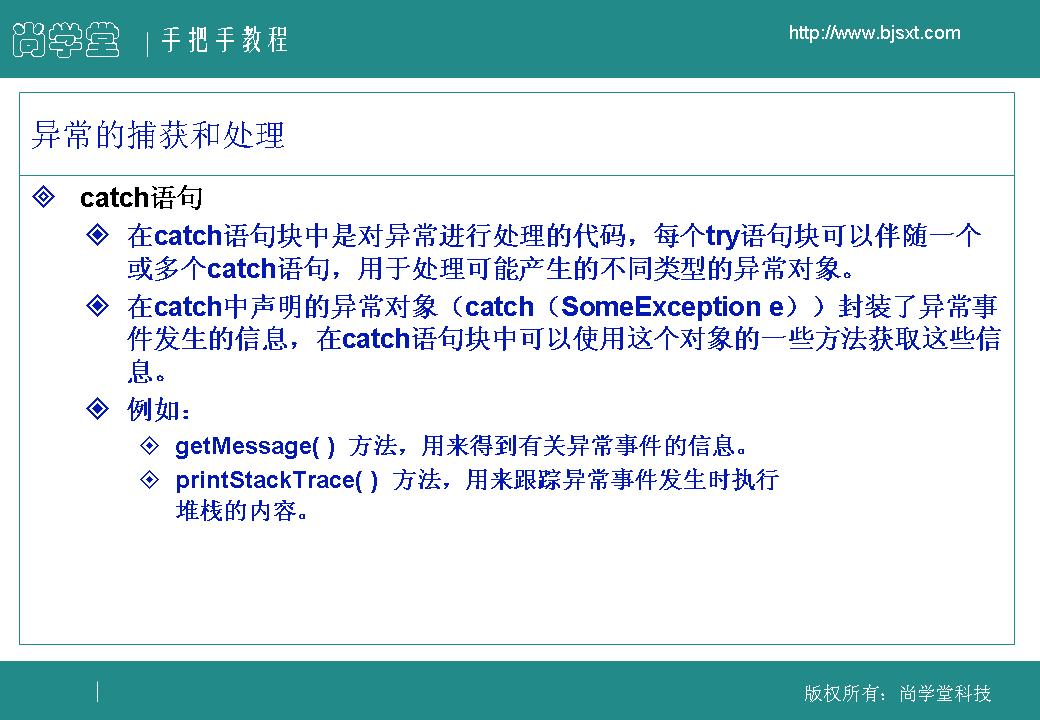 尚学堂 | 手把手教程
http://www.bjsxt.com
异常的捕获和处理
catch语句
在catch语句块中是对异常进行处理的代码，每个try语句块可以伴随一个
或多个catch语句，用于处理可能产生的不同类型的异常对象。
在catch中声明的异常对象（catch（SomeException e））封装了异常事
件发生的信息，在catch语句块中可以使用这个对象的一些方法获取这些信
息。
例如：
getMessage( ) 方法，用来得到有关异常事件的信息。
printStackTrace( ) 方法，用来跟踪异常事件发生时执行
堆栈的内容。
版权所有：尚学堂科技